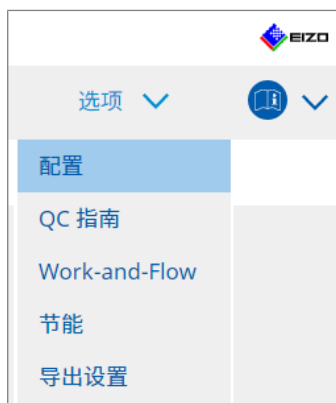 EIZO
选项
配置
QC 指南
Work-and-Flow
节能
导出设置